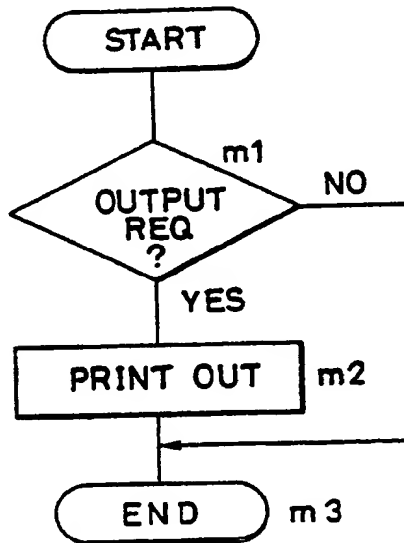 START
m1
NO
OUTPUT
REQ
?
YES
PRINT OUT
m2
END
m3